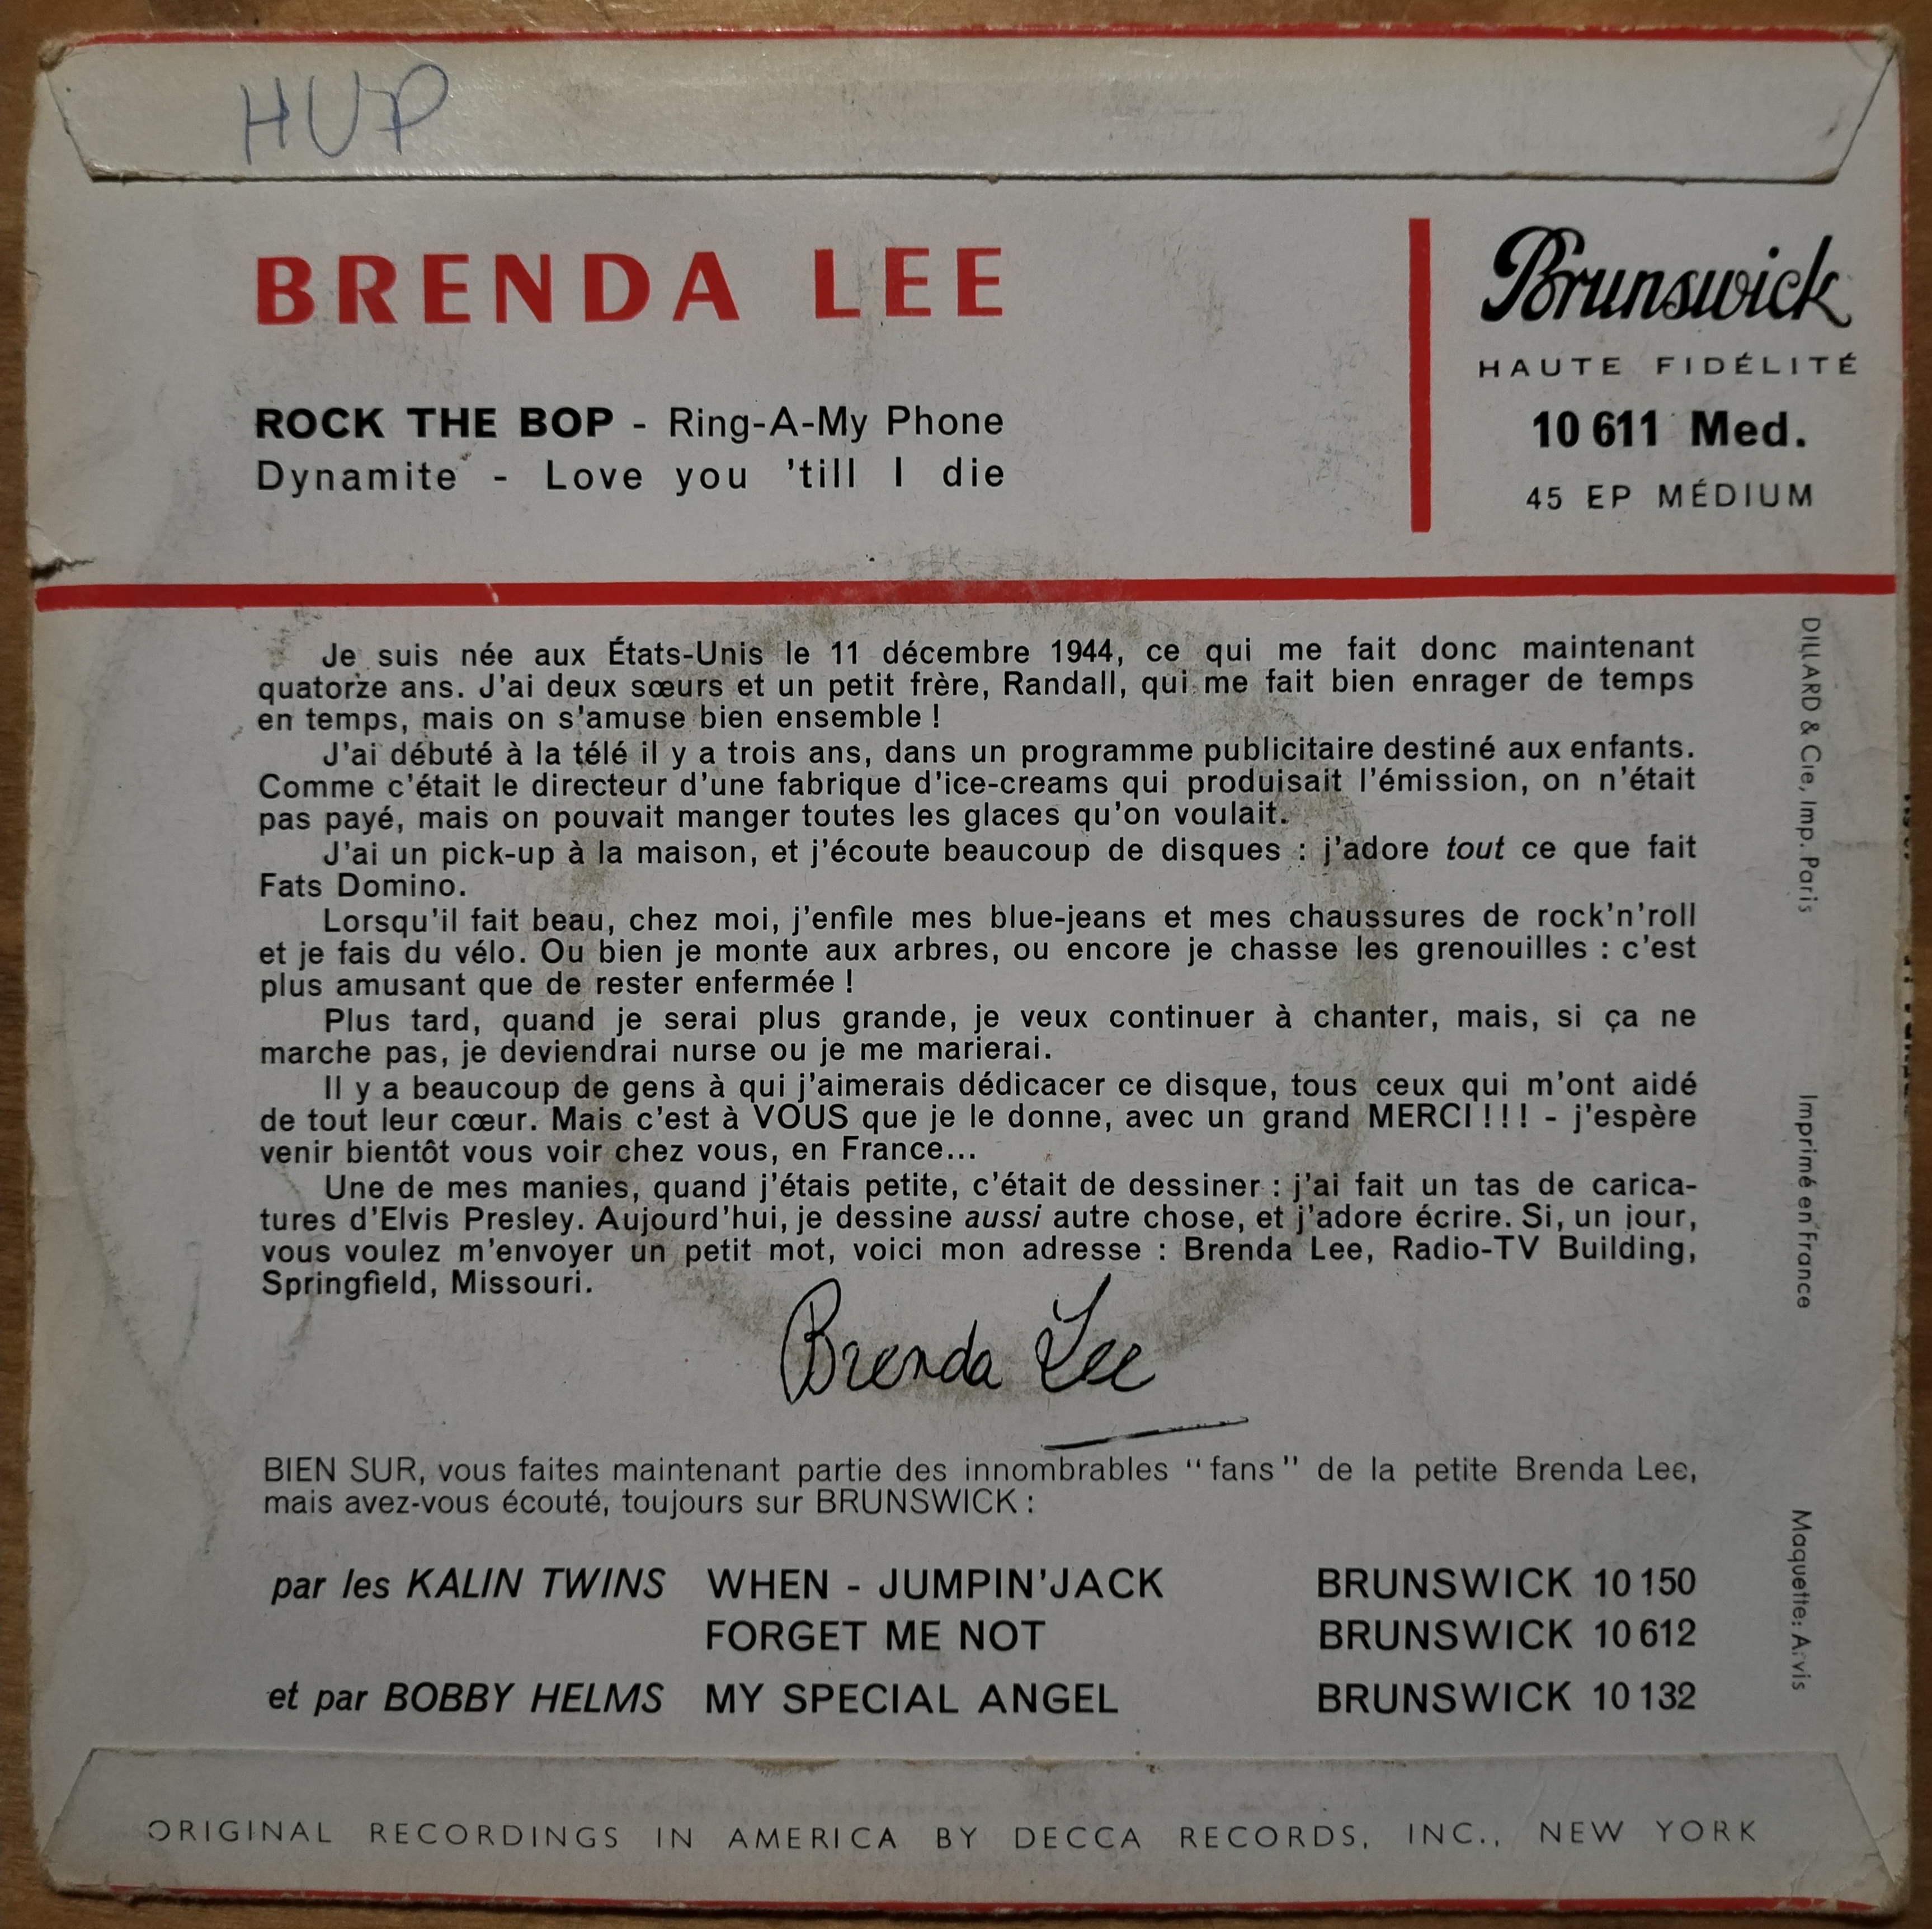 HUP
BRENDA LEE
ROCK THE BOP - Ring-A-My Phone
Dynamite - Love you 'till I die
Brunswick
HAUTE FIDÉLITÉ
10 611 Med.
45 EP MÉDIUM
Je suis née aux États-Unis le 11 décembre 1944, ce qui me fait donc maintenant
quatorze ans. J'ai deux sœurs et un petit frère, Randall, qui me fait bien enrager de temps
en temps, mais on s'amuse bien ensemble !
J'ai débuté à la télé il y a trois ans, dans un programme publicitaire destiné aux enfants.
Comme c'était le directeur d'une fabrique d'ice-creams qui produisait l'émission, on n'était
pas payé, mais on pouvait manger toutes les glaces qu'on voulait.
J'ai un pick-up à la maison, et j'écoute beaucoup de disques : j'adore tout ce que fait
Fats Domino.
Lorsqu'il fait beau, chez moi, j'enfile mes blue-jeans et mes chaussures de rock'n'roll
et je fais du vélo. Ou bien je monte aux arbres, ou encore je chasse les grenouilles : c'est
plus amusant que de rester enfermée !
Plus tard, quand je serai plus grande, je veux continuer à chanter, mais, si ça ne
marche pas, je deviendrai nurse ou je me marierai.
Il y a beaucoup de gens à qui j'aimerais dédicacer ce disque, tous ceux qui m'ont aidé
de tout leur cœur. Mais c'est à VOUS que je le donne, avec un grand MERCI ! ! ! - j'espère
venir bientôt vous voir chez vous, en France...
Une de mes manies, quand j'étais petite, c'était de dessiner : j'ai fait un tas de carica-
tures d'Elvis Presley. Aujourd'hui, je dessine aussi autre chose, et j'adore écrire. Si, un jour,
vous voulez m'envoyer un petit mot, voici mon adresse : Brenda Lee, Radio-TV Building,
Springfield, Missouri.
Brenda Lee
BIEN SUR, vous faites maintenant partie des innombrables "fans" de la petite Brenda Lee,
mais avez-vous écouté, toujours sur BRUNSWICK :
par les KALIN TWINS WHEN - JUMPIN'JACK BRUNSWICK 10 150
FORGET ME NOT BRUNSWICK 10 612
et par BOBBY HELMS MY SPECIAL ANGEL BRUNSWICK 10 132
DILLARD & Cie, Imp. Paris
Imprimé en France
Maquette: Arvis
ORIGINAL RECORDINGS IN AMERICA BY DECCA RECORDS, INC., NEW YORK